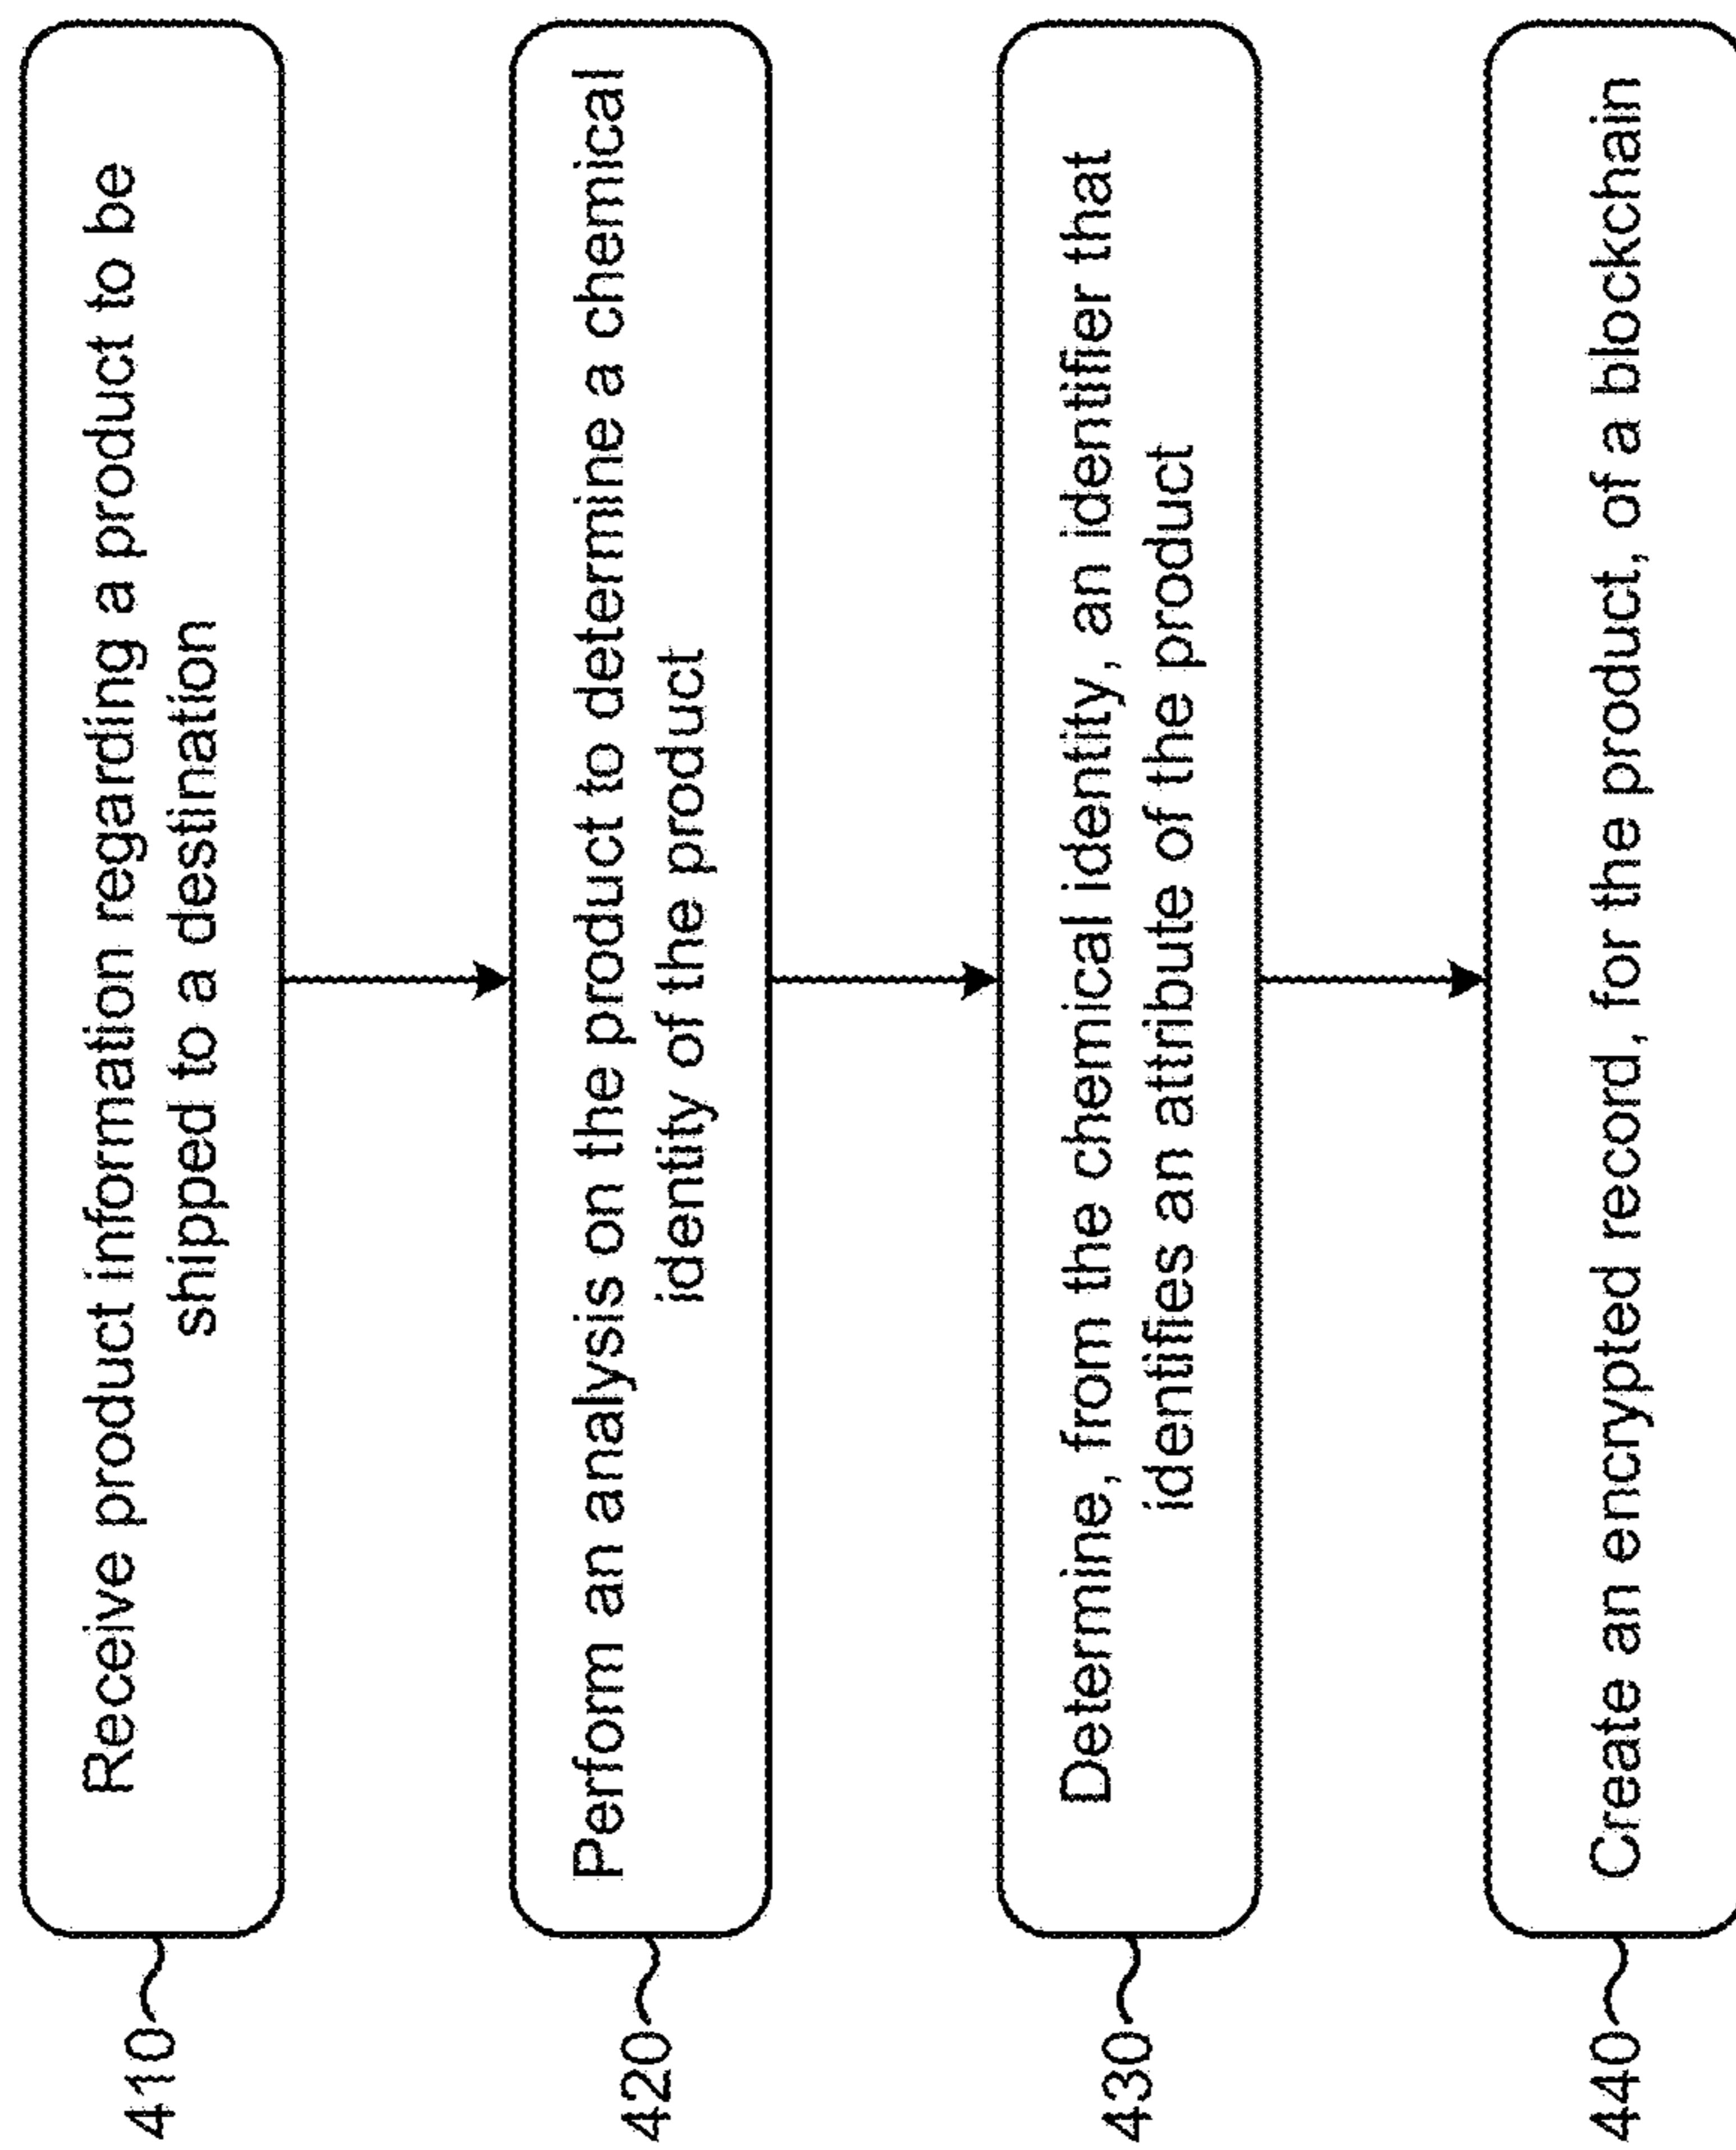 410
Receive product information regarding a product to be
shipped to a destination
420
Perform an analysis on the product to determine a chemical
identity of the product
430
Determine, from the chemical identity, an identifier that
identifies an attribute of the product
440
Create an encrypted record, for the product, of a blockchain